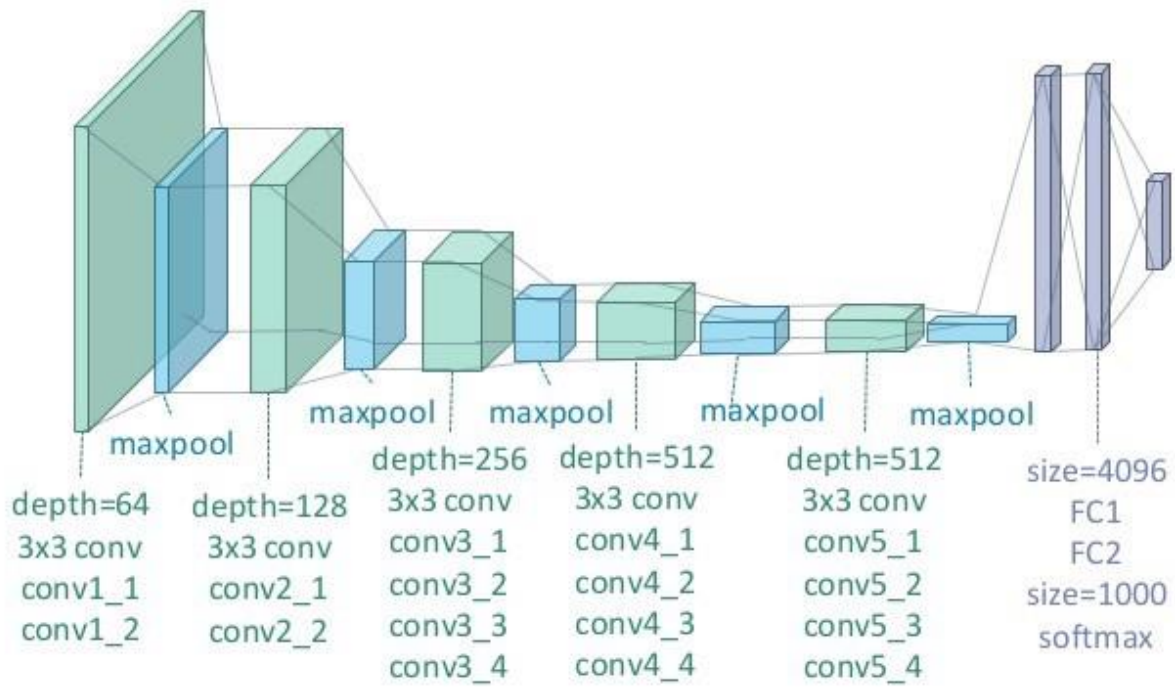 maxpool
maxpool
maxpool
maxpool
maxpool
depth=64
3x3 conv
conv1_1
conv1_2
depth=128
3x3 conv
conv2_1
conv2_2
depth=256
3x3 conv
conv3_1
conv3_2
conv3_3
conv3_4
depth=512
3x3 conv
conv4_1
conv4_2
conv4_3
conv4_4
depth=512
3x3 conv
conv5_1
conv5_2
conv5_3
conv5_4
size=4096
FC1
FC2
size=1000
softmax